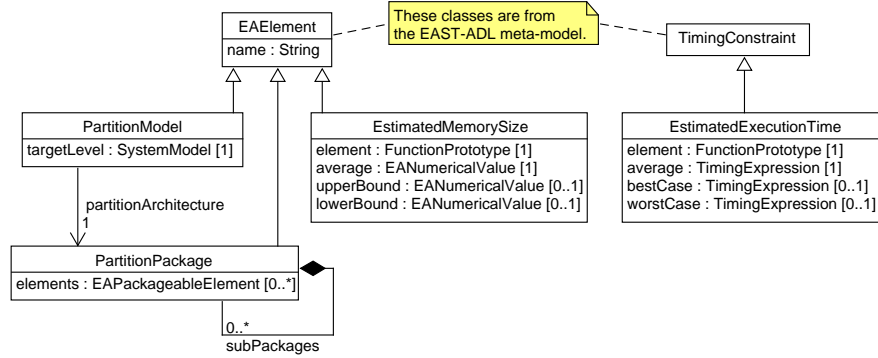 EAElement
name : String
These classes are from
the EAST-ADL meta-model.
TimingConstraint
PartitionModel
targetLevel : SystemModel [1]
EstimatedMemorySize
element : FunctionPrototype [1]
average : EANumericalValue [1]
upperBound : EANumericalValue [0..1]
lowerBound : EANumericalValue [0..1]
EstimatedExecutionTime
element : FunctionPrototype [1]
average : TimingExpression [1]
bestCase : TimingExpression [0..1]
worstCase : TimingExpression [0..1]
partitionArchitecture
1
PartitionPackage
elements : EAPackageableElement [0..*]
0..*
subPackages